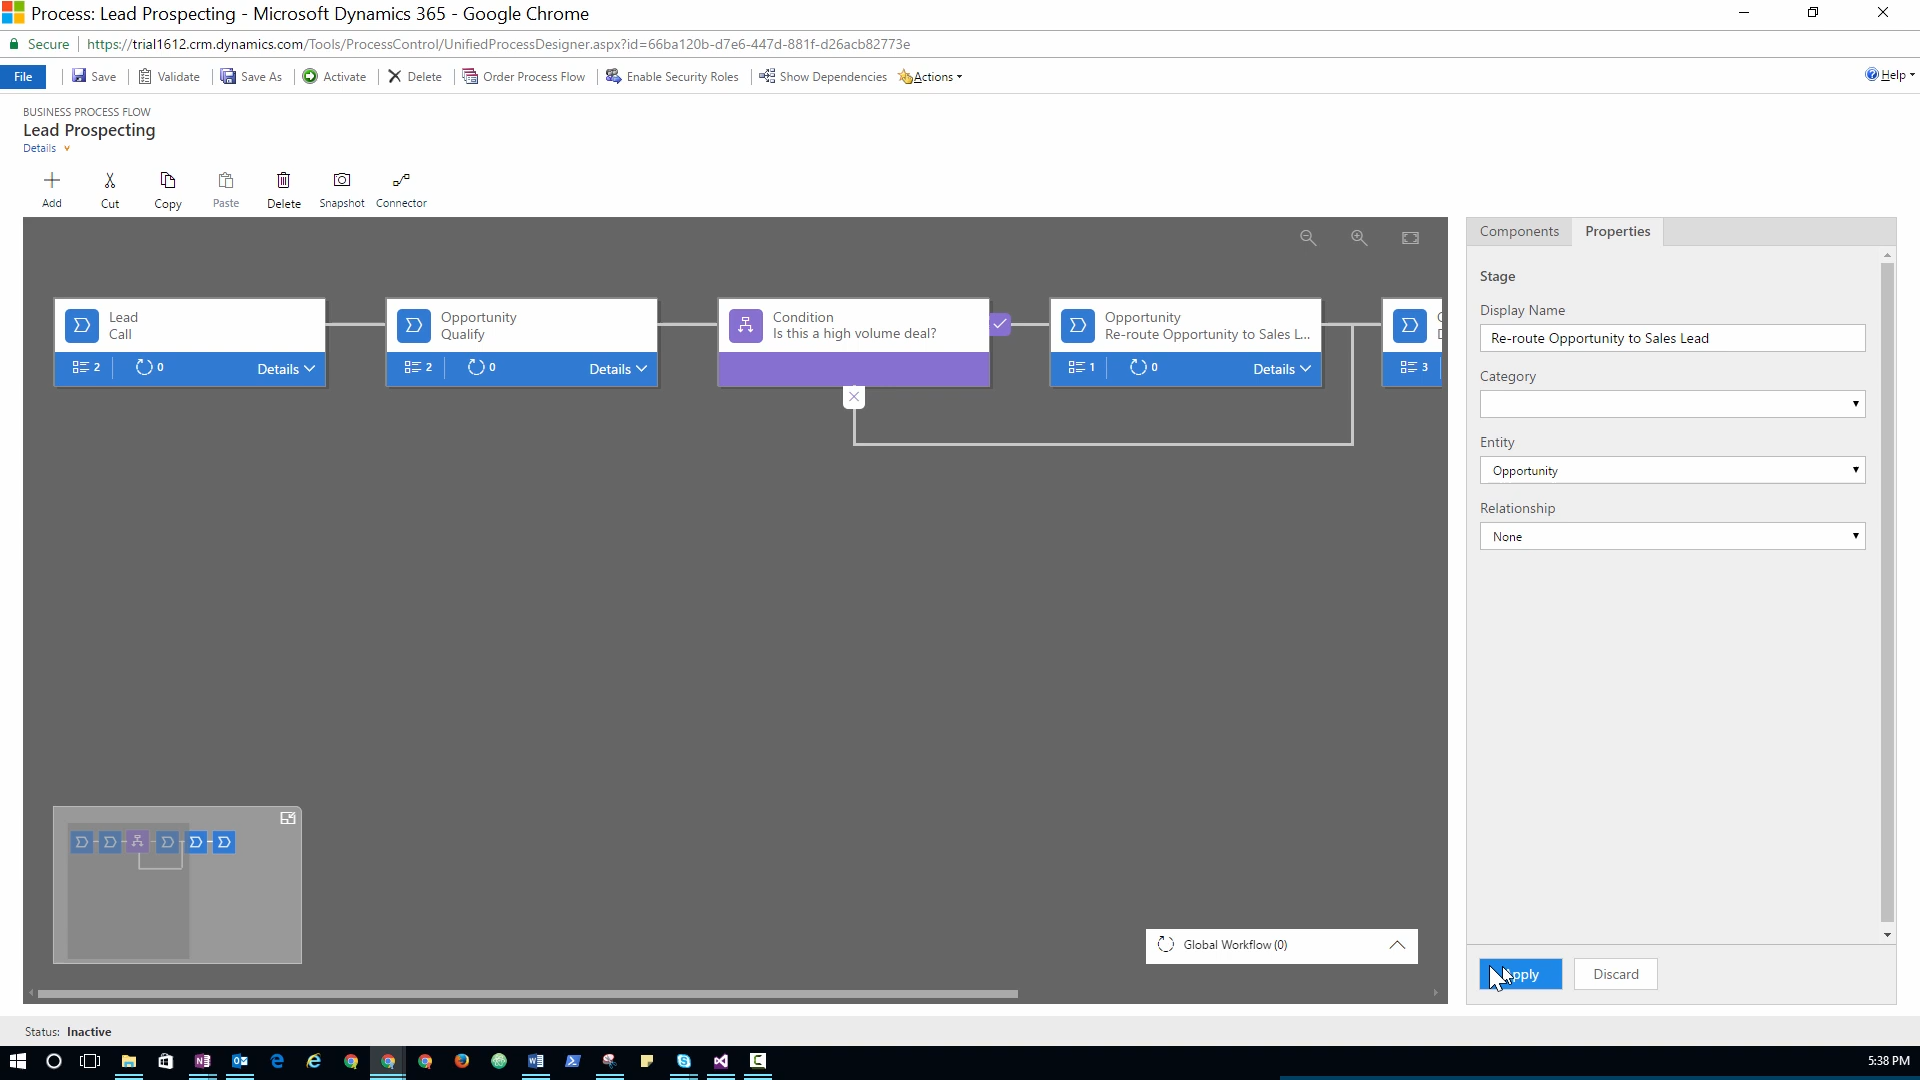 Process: Lead Prospecting - Microsoft Dynamics 365 - Google Chrome
Secure https://trial1612.crm.dynamics.com/Tools/ProcessControl/UnifiedProcessDesigner.aspx?id=66ba120b-d7e6-447d-881f-d26acb82773e
File Save Validate Save As Activate Delete Order Process Flow Enable Security Roles Show Dependencies Actions Help
BUSINESS PROCESS FLOW
Lead Prospecting
Details
Add Cut Copy Paste Delete Snapshot Connector
Lead
Call
2 0 Details
Opportunity
Qualify
2 0 Details
Condition
Is this a high volume deal?
Opportunity
Re-route Opportunity to Sales L...
1 0 Details
3
Global Workflow (0)
Components Properties
Stage
Display Name
Re-route Opportunity to Sales Lead
Category
Entity
Opportunity
Relationship
None
Apply Discard
Status: Inactive
5:38 PM